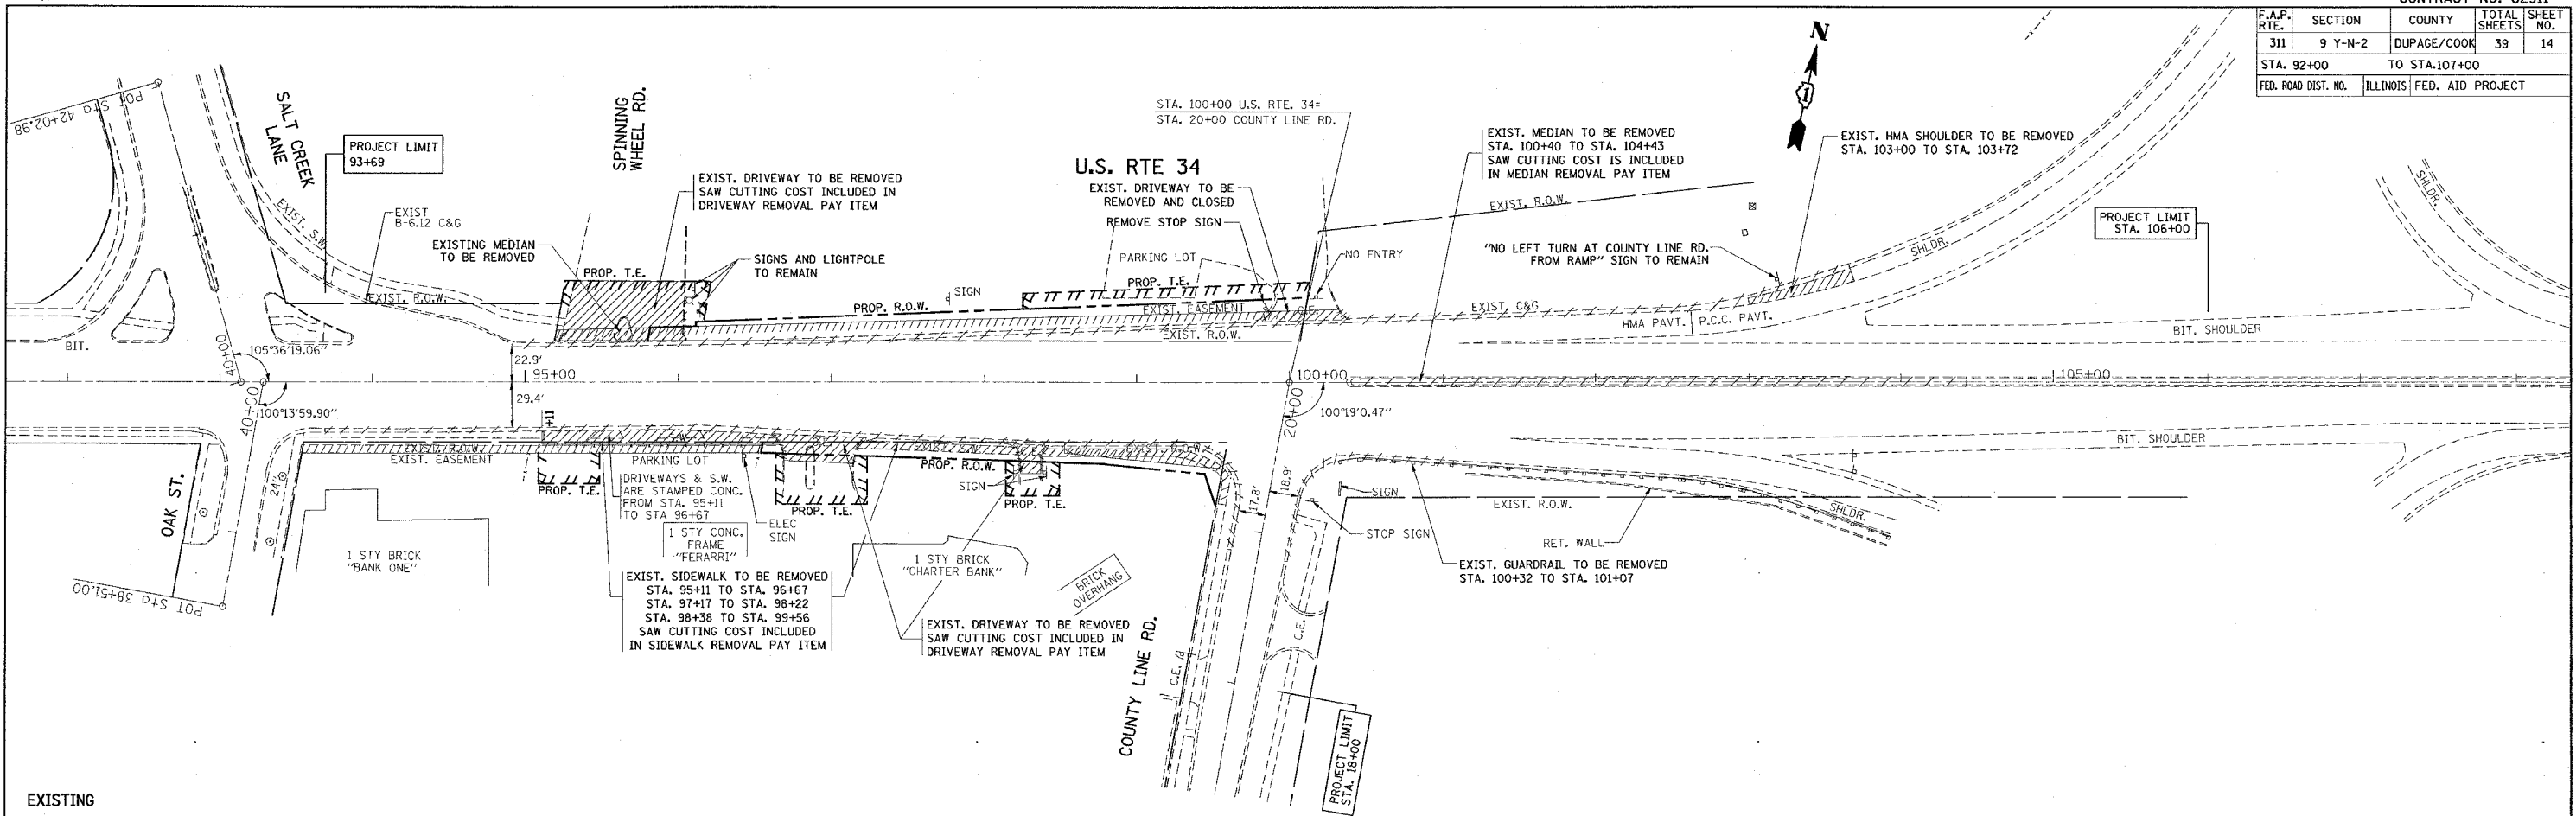 F.A.P. RTE. SECTION COUNTY TOTAL SHEETS SHEET NO.
311 9 Y-N-2 DUPAGE/COOK 39 14
STA. 92+00 TO STA.107+00
FED. ROAD DIST. NO. ILLINOIS FED. AID PROJECT
N
1
POT Sta 42+02.98
SALT CREEK
LANE
PROJECT LIMIT
93+69
EXIST. S.W.
EXIST
B-6.12 C&G
SPINNING
WHEEL RD.
EXISTING MEDIAN
TO BE REMOVED
EXIST. DRIVEWAY TO BE REMOVED
SAW CUTTING COST INCLUDED IN
DRIVEWAY REMOVAL PAY ITEM
SIGNS AND LIGHTPOLE
TO REMAIN
PROP. T.E.
EXIST. R.O.W.
PROP. R.O.W.
SIGN
STA. 100+00 U.S. RTE. 34=
STA. 20+00 COUNTY LINE RD.
U.S. RTE 34
EXIST. DRIVEWAY TO BE
REMOVED AND CLOSED
REMOVE STOP SIGN
PARKING LOT
PROP. T.E.
NO ENTRY
EXIST. EASEMENT
EXIST. R.O.W.
EXIST. MEDIAN TO BE REMOVED
STA. 100+40 TO STA. 104+43
SAW CUTTING COST IS INCLUDED
IN MEDIAN REMOVAL PAY ITEM
EXIST. HMA SHOULDER TO BE REMOVED
STA. 103+00 TO STA. 103+72
EXIST. R.O.W.
"NO LEFT TURN AT COUNTY LINE RD.
FROM RAMP" SIGN TO REMAIN
SHLDR.
PROJECT LIMIT
STA. 106+00
SHLDR.
EXIST. C&G
HMA PAVT.
P.C.C. PAVT.
BIT. SHOULDER
BIT.
105°36'19.06"
40+00
22.9'
95+00
100+00
105+00
29.4'
40+00
100°13'59.90"
+11
20+00
100°19'0.47"
S.W.
EXIST. R.O.W.
EXIST. EASEMENT
PARKING LOT
EXIST. S.W.
R.O.W.
C.E.
PROP. R.O.W.
BIT. SHOULDER
OAK ST.
24"
PROP. T.E.
DRIVEWAYS & S.W.
ARE STAMPED CONC.
FROM STA. 95+11
TO STA 96+67
PROP. T.E.
SIGN
PROP. T.E.
17.8'
18.9'
SIGN
EXIST. R.O.W.
SHLDR.
ELEC
SIGN
1 STY CONC.
FRAME
"FERARRI"
STOP SIGN
RET. WALL
1 STY BRICK
"BANK ONE"
1 STY BRICK
"CHARTER BANK"
BRICK
OVERHANG
EXIST. GUARDRAIL TO BE REMOVED
STA. 100+32 TO STA. 101+07
POT Sta 38+51.00
EXIST. SIDEWALK TO BE REMOVED
STA. 95+11 TO STA. 96+67
STA. 97+17 TO STA. 98+22
STA. 98+38 TO STA. 99+56
SAW CUTTING COST INCLUDED
IN SIDEWALK REMOVAL PAY ITEM
EXIST. DRIVEWAY TO BE REMOVED
SAW CUTTING COST INCLUDED IN
DRIVEWAY REMOVAL PAY ITEM
COUNTY LINE RD.
C.E.
C.E.
PROJECT LIMIT
STA. 18+00
EXISTING